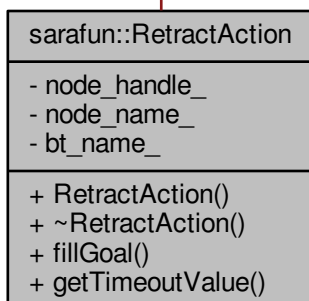 sarafun::RetractAction
- node_handle_
- node_name_
- bt_name_
+ RetractAction()
+ ~RetractAction()
+ fillGoal()
+ getTimeoutValue()